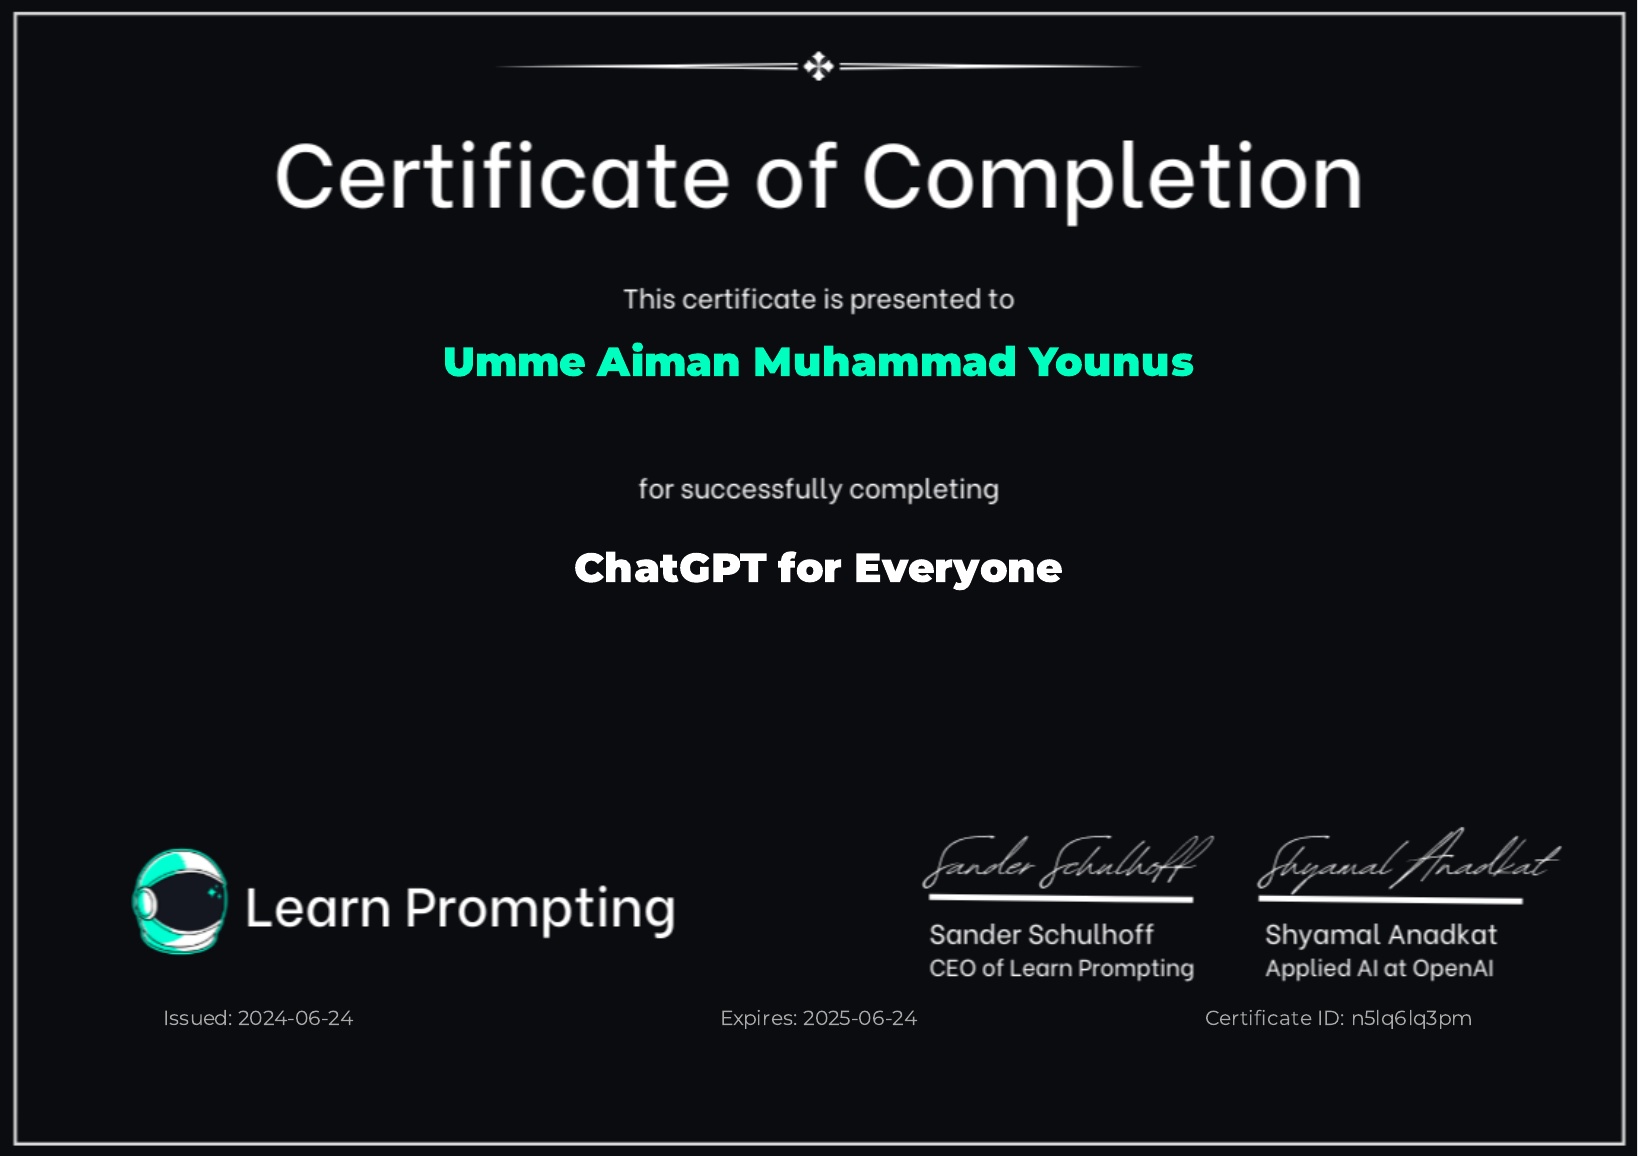 Certificate of Completion
This certificate is presented to
Umme Aiman Muhammad Younus
for successfully completing
ChatGPT for Everyone
Learn Prompting
Sander Schulhoff
Shyamal Anadkat
Sander Schulhoff
CEO of Learn Prompting
Shyamal Anadkat
Applied AI at OpenAI
Issued: 2024-06-24
Expires: 2025-06-24
Certificate ID: n5lq6lq3pm